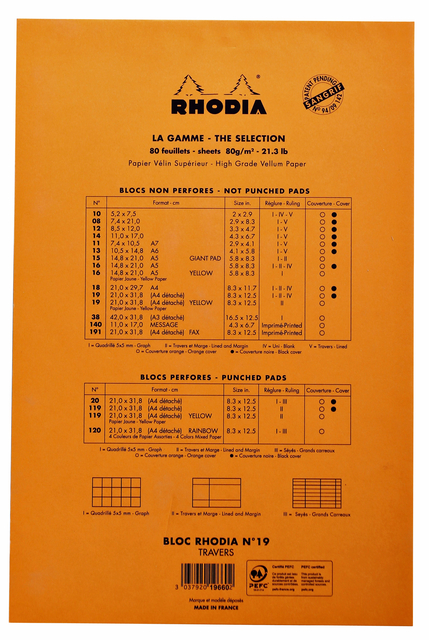 PATENT PENDING
SANGRIF
N° 94/09 142
RHODIA ®
LA GAMME - THE SELECTION
80 feuillets - sheets 80g/m² - 21.3 lb
Papier Vélin Supérieur - High Grade Vellum Paper
BLOCS NON PERFORES - NOT PUNCHED PADS
N° Format - cm Size in. Réglure - Ruling Couverture - Cover
10 5,2 x 7,5 2 x 2.9 I - IV - V O ●
08 7,4 x 21,0 2.9 x 8.3 I - V O ●
12 8,5 x 12,0 3.3 x 4.7 I - V O ●
14 11,0 x 17,0 4.3 x 6.7 I - V O ●
11 7,4 x 10,5 A7 2.9 x 4.1 I - V O ●
13 10,5 x 14,8 A6 4.1 x 5.8 I - V O ●
15 14,8 x 21,0 A5 GIANT PAD 5.8 x 8.3 I - II O
16 14,8 x 21,0 A5 5.8 x 8.3 I - II - IV O ●
16 14,8 x 21,0 A5 YELLOW 5.8 x 8.3 I O
Papier Jaune - Yellow Paper
18 21,0 x 29,7 A4 8.3 x 11.7 I - II - IV O ●
19 21,0 x 31,8 (A4 détaché) 8.3 x 12.5 I - II - IV O ●
19 21,0 x 31,8 (A4 détaché) YELLOW 8.3 x 12.5 II O
Papier Jaune - Yellow Paper
38 42,0 x 31,8 (A3 détaché) 16.5 x 12.5 I O
140 11,0 x 17,0 MESSAGE 4.3 x 6.7 Imprimé-Printed O
191 21,0 x 31,8 (A4 détaché) FAX 8.3 x 12.5 Imprimé-Printed O
I = Quadrillé 5x5 mm - Graph II = Travers et Marge - Lined and Margin IV = Uni - Blank V = Travers - Lined
O = Couverture orange - Orange cover ● = Couverture noire - Black cover
BLOCS PERFORES - PUNCHED PADS
N° Format - cm Size in. Réglure - Ruling Couverture - Cover
20 21,0 x 31,8 (A4 détaché) 8.3 x 12.5 I - III O ●
119 21,0 x 31,8 (A4 détaché) 8.3 x 12.5 II O ●
119 21,0 x 31,8 (A4 détaché) YELLOW 8.3 x 12.5 II O
Papier Jaune - Yellow Paper
120 21,0 x 31,8 (A4 détaché) RAINBOW 8.3 x 12.5 I - III O
4 Couleurs de Papier Assorties - 4 Colors Mixed Paper
I = Quadrillé 5x5 mm - Graph II = Travers et Marge - Lined and Margin III = Séyès - Grands carreaux
O = Couverture orange - Orange cover ● = Couverture noire - Black cover
I = Quadrillé 5x5 mm - Graph II = Travers et Marge - Lined and Margin III = Seyès - Grands Carreaux
BLOC RHODIA N°19
TRAVERS
3 037920 196602
PEFC
Certifié PEFC
pefc-france.org
PEFC certified
pefc.org
Marque et modèle déposés
MADE IN FRANCE